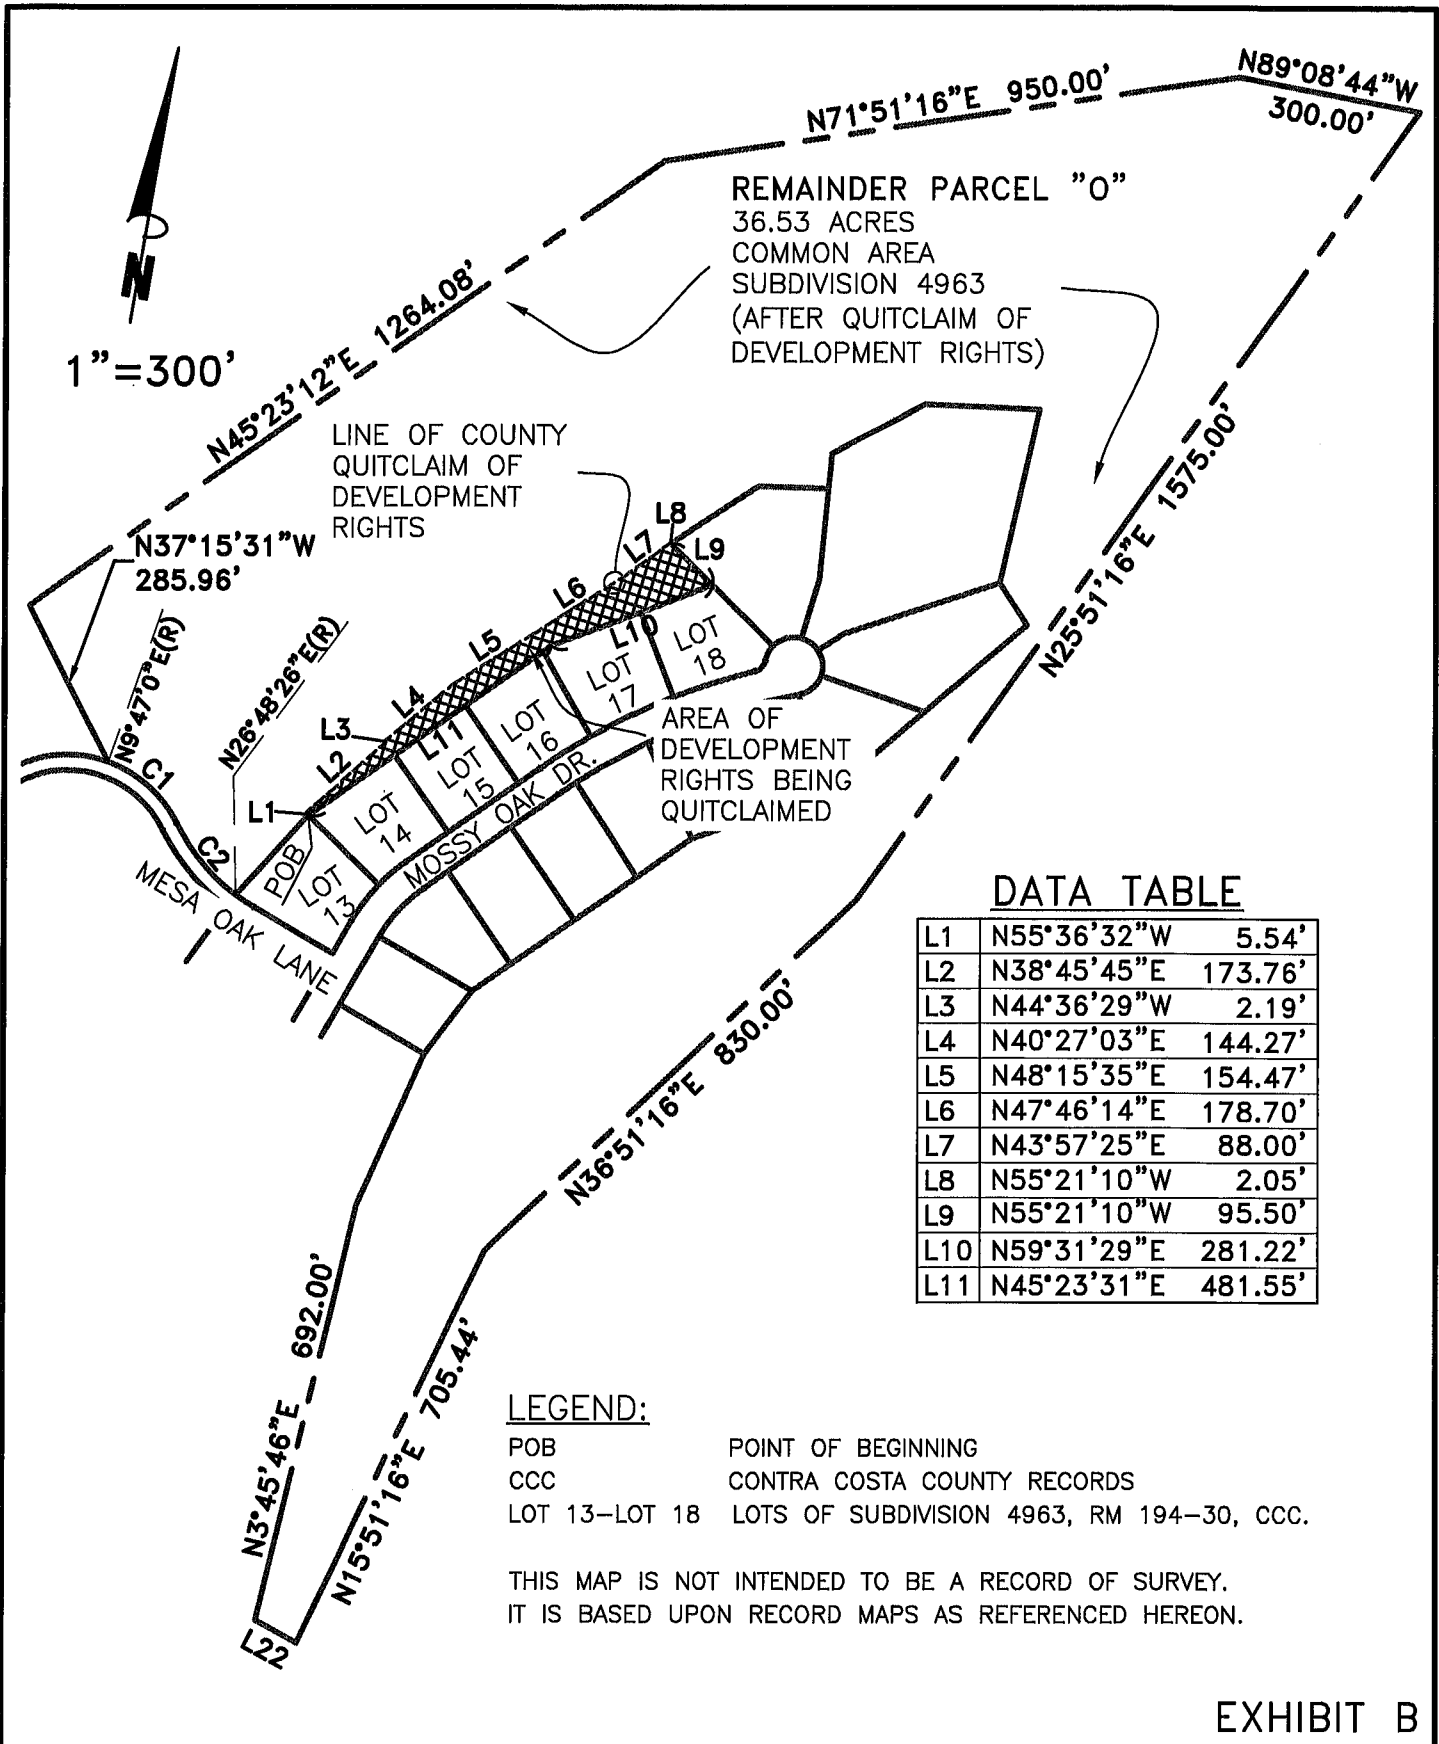 N89°08'44"W
300.00'
N71°51'16"E 950.00'
REMAINDER PARCEL "O"
36.53 ACRES
COMMON AREA
SUBDIVISION 4963
(AFTER QUITCLAIM OF
DEVELOPMENT RIGHTS)
N
1"=300'
N45°23'12"E 1264.08'
LINE OF COUNTY
QUITCLAIM OF
DEVELOPMENT
RIGHTS
N37°15'31"W
285.96'
N9°47'0"E(R)
N26°48'26"E(R)
N25°51'16"E 1575.00'
L8
L7
L9
L6
L10
L5
L4
L3
L11
L2
L1
C1
C2
LOT
18
LOT
17
LOT
16
LOT
15
LOT
14
LOT
13
POB
MOSSY OAK DR.
MESA OAK LANE
AREA OF
DEVELOPMENT
RIGHTS BEING
QUITCLAIMED
N36°51'16"E 830.00'
DATA TABLE
L1 N55°36'32"W 5.54'
L2 N38°45'45"E 173.76'
L3 N44°36'29"W 2.19'
L4 N40°27'03"E 144.27'
L5 N48°15'35"E 154.47'
L6 N47°46'14"E 178.70'
L7 N43°57'25"E 88.00'
L8 N55°21'10"W 2.05'
L9 N55°21'10"W 95.50'
L10 N59°31'29"E 281.22'
L11 N45°23'31"E 481.55'
N3°45'46"E 692.00'
N15°51'16"E 705.44'
L22
LEGEND:
POB POINT OF BEGINNING
CCC CONTRA COSTA COUNTY RECORDS
LOT 13-LOT 18 LOTS OF SUBDIVISION 4963, RM 194-30, CCC.
THIS MAP IS NOT INTENDED TO BE A RECORD OF SURVEY.
IT IS BASED UPON RECORD MAPS AS REFERENCED HEREON.
EXHIBIT B